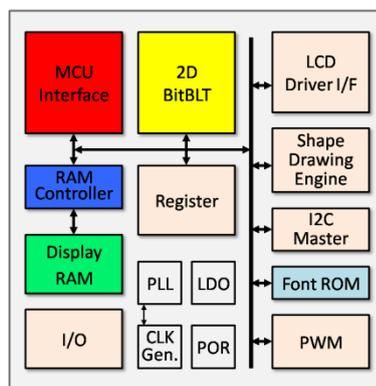 MCU
Interface
2D
BitBLT
LCD
Driver I/F
RAM
Controller
Register
Shape
Drawing
Engine
Display
RAM
I2C
Master
PLL
LDO
Font ROM
I/O
CLK
Gen.
POR
PWM